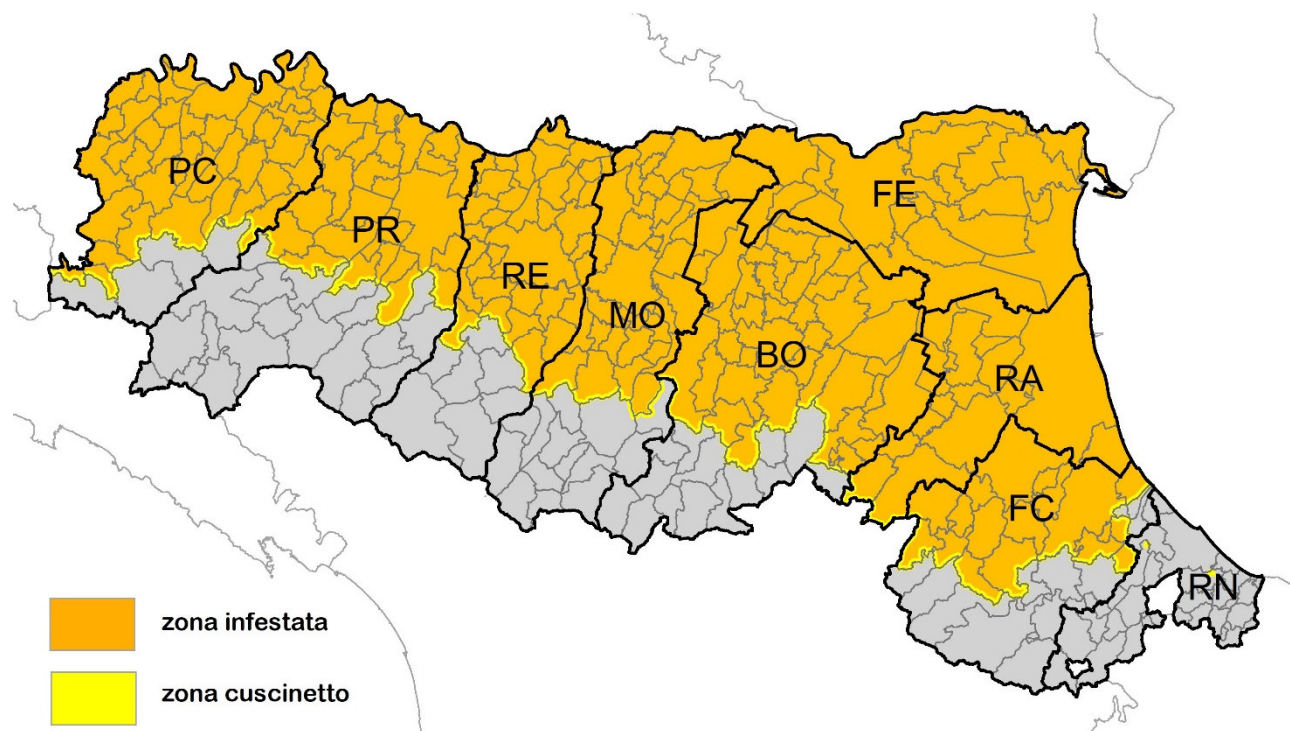 PC
PR
RE
MO
BO
FE
RA
FC
RN
zona infestata
zona cuscinetto